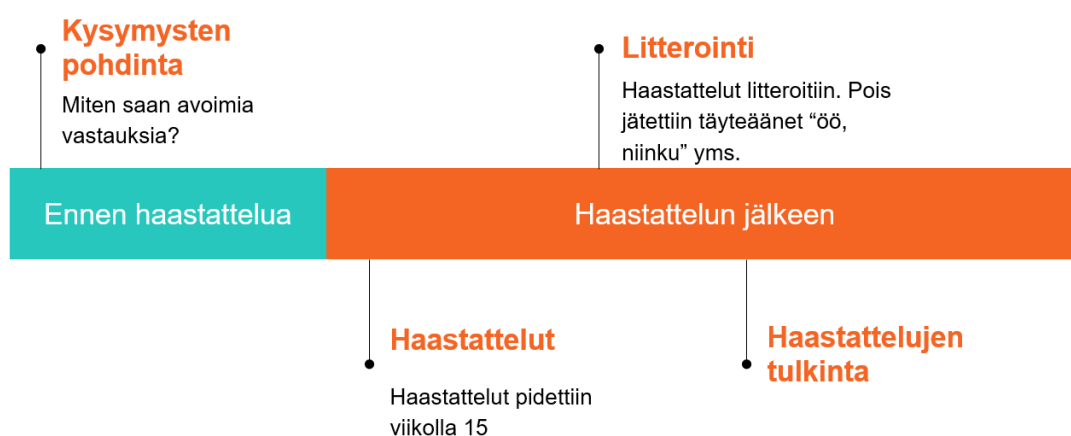 Kysymysten
pohdinta
Miten saan avoimia
vastauksia?
Litterointi
Haastattelut litteroitiin. Pois
jätettiin täyteäänet “öö,
niinku” yms.
Ennen haastattelua
Haastattelun jälkeen
Haastattelut
Haastattelut pidettiin
viikolla 15
Haastattelujen
tulkinta